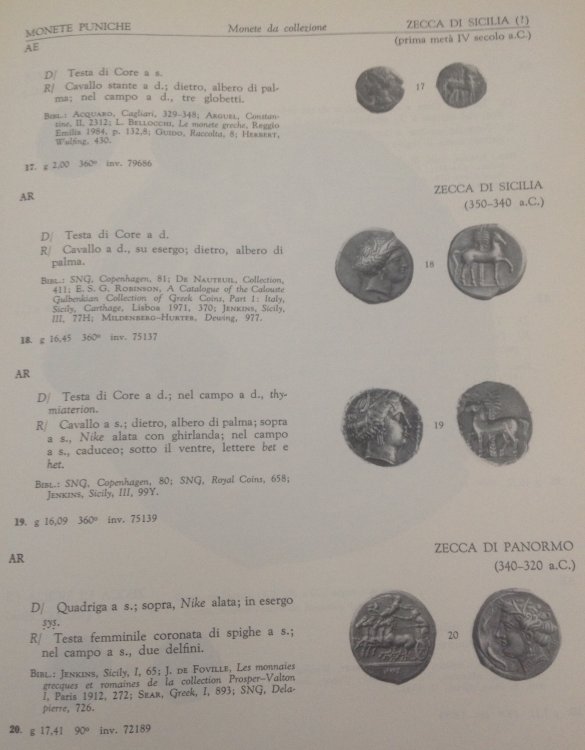 MONETE PUNICHE
Monete da collezione
ZECCA DI SICILIA (?)
(prima metà IV secolo a.C.)
AE
D/ Testa di Core a s.
R/ Cavallo stante a d.; dietro, albero di pal-
ma; nel campo a d., tre globetti.
BIBL.: ACQUARO, Cagliari, 329-348; ARGUEL, Constan-
tine, II, 2312; L. BELLOCCHI, Le monete greche, Reggio
Emilia 1984, p. 132,8; GUIDO, Raccolta, 8; HERBERT,
Wulfing, 430.
17. g 2,00 360° inv. 79686
17
AR
ZECCA DI SICILIA
(350-340 a.C.)
D/ Testa di Core a d.
R/ Cavallo a d., su esergo; dietro, albero di
palma.
BIBL.: SNG, Copenhagen, 81; DE NAUTEUIL, Collection,
411; E. S. G. ROBINSON, A Catalogue of the Calouste
Gulbenkian Collection of Greek Coins, Part 1: Italy,
Sicily, Carthage, Lisboa 1971, 370; JENKINS, Sicily,
III, 77H; MILDENBERG-HURTER, Dewing, 977.
18. g 16,45 360° inv. 75137
18
AR
D/ Testa di Core a d.; nel campo a d., thy-
miaterion.
R/ Cavallo a s.; dietro, albero di palma; sopra
a s., Nike alata con ghirlanda; nel campo
a s., caduceo; sotto il ventre, lettere bet e
het.
BIBL.: SNG, Copenhagen, 80; SNG, Royal Coins, 658;
JENKINS, Sicily, III, 99Y.
19. g 16,09 360° inv. 75139
19
AR
ZECCA DI PANORMO
(340-320 a.C.)
D/ Quadriga a s.; sopra, Nike alata; in esergo
sys.
R/ Testa femminile coronata di spighe a s.;
nel campo a s., due delfini.
BIBL.: JENKINS, Sicily, I, 65; J. DE FOVILLE, Les monnaies
grecques et romaines de la collection Prosper-Valton
I, Paris 1912, 272; SEAR, Greek, I, 893; SNG, Dela-
pierre, 726.
20. g 17,41 90° inv. 72189
20